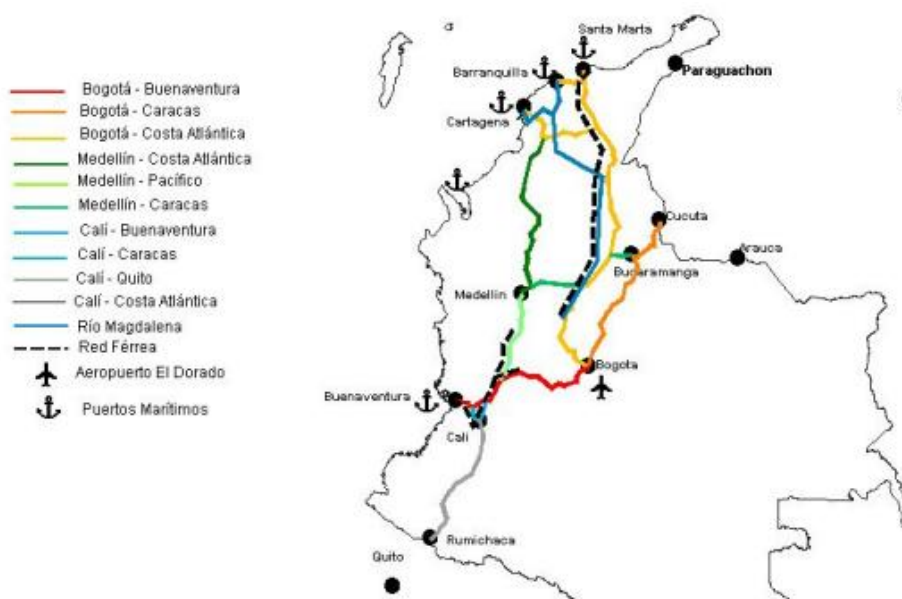 Bogotá - Buenaventura
Bogotá - Caracas
Bogotá - Costa Atlántica
Medellín - Costa Atlántica
Medellín - Pacífico
Medellín - Caracas
Calí - Buenaventura
Calí - Caracas
Calí - Quito
Calí - Costa Atlántica
Río Magdalena
Red Férrea
Aeropuerto El Dorado
Puertos Marítimos
Santa Marta
Barranquilla
Paraguachon
Cartagena
Cucuta
Arauca
Bucaramanga
Medellin
Bogota
Buenaventura
Cali
Rumichaca
Quito